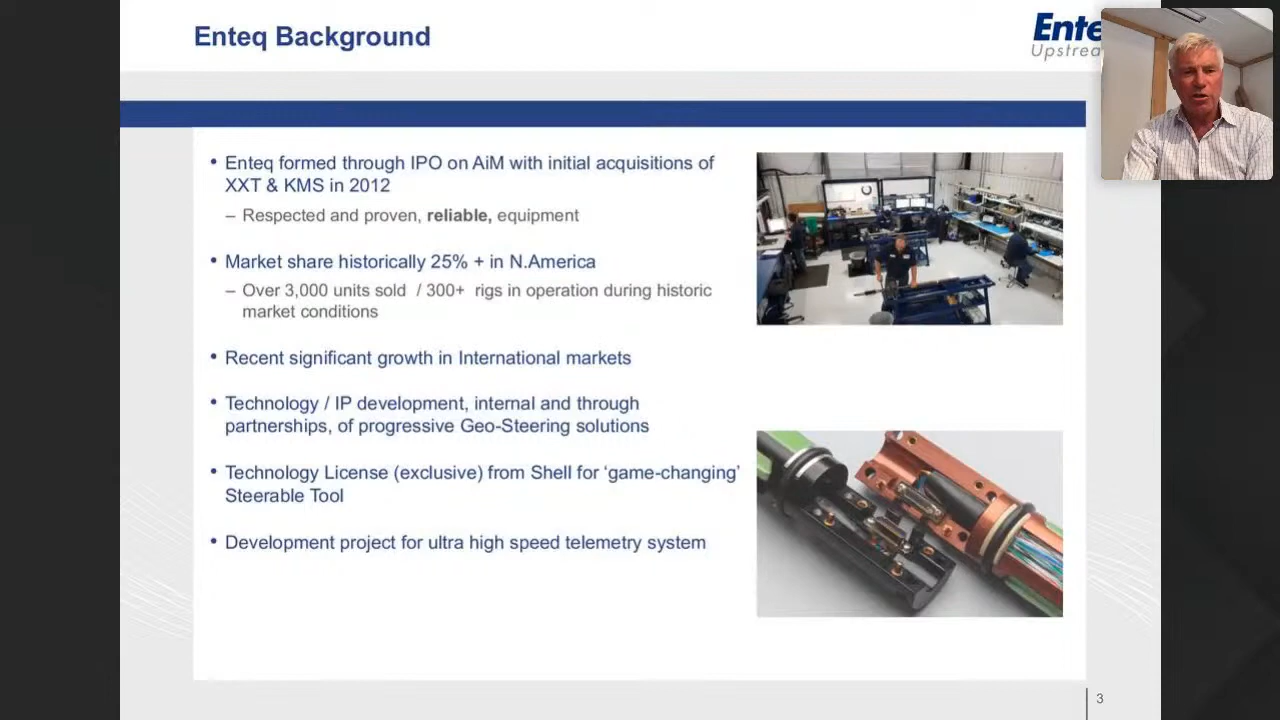 Enteq Background
Ente
Upstrea
• Enteq formed through IPO on AiM with initial acquisitions of
XXT & KMS in 2012
– Respected and proven, reliable, equipment
• Market share historically 25% + in N.America
– Over 3,000 units sold / 300+ rigs in operation during historic
market conditions
• Recent significant growth in International markets
• Technology / IP development, internal and through
partnerships, of progressive Geo-Steering solutions
• Technology License (exclusive) from Shell for ‘game-changing’
Steerable Tool
• Development project for ultra high speed telemetry system
3